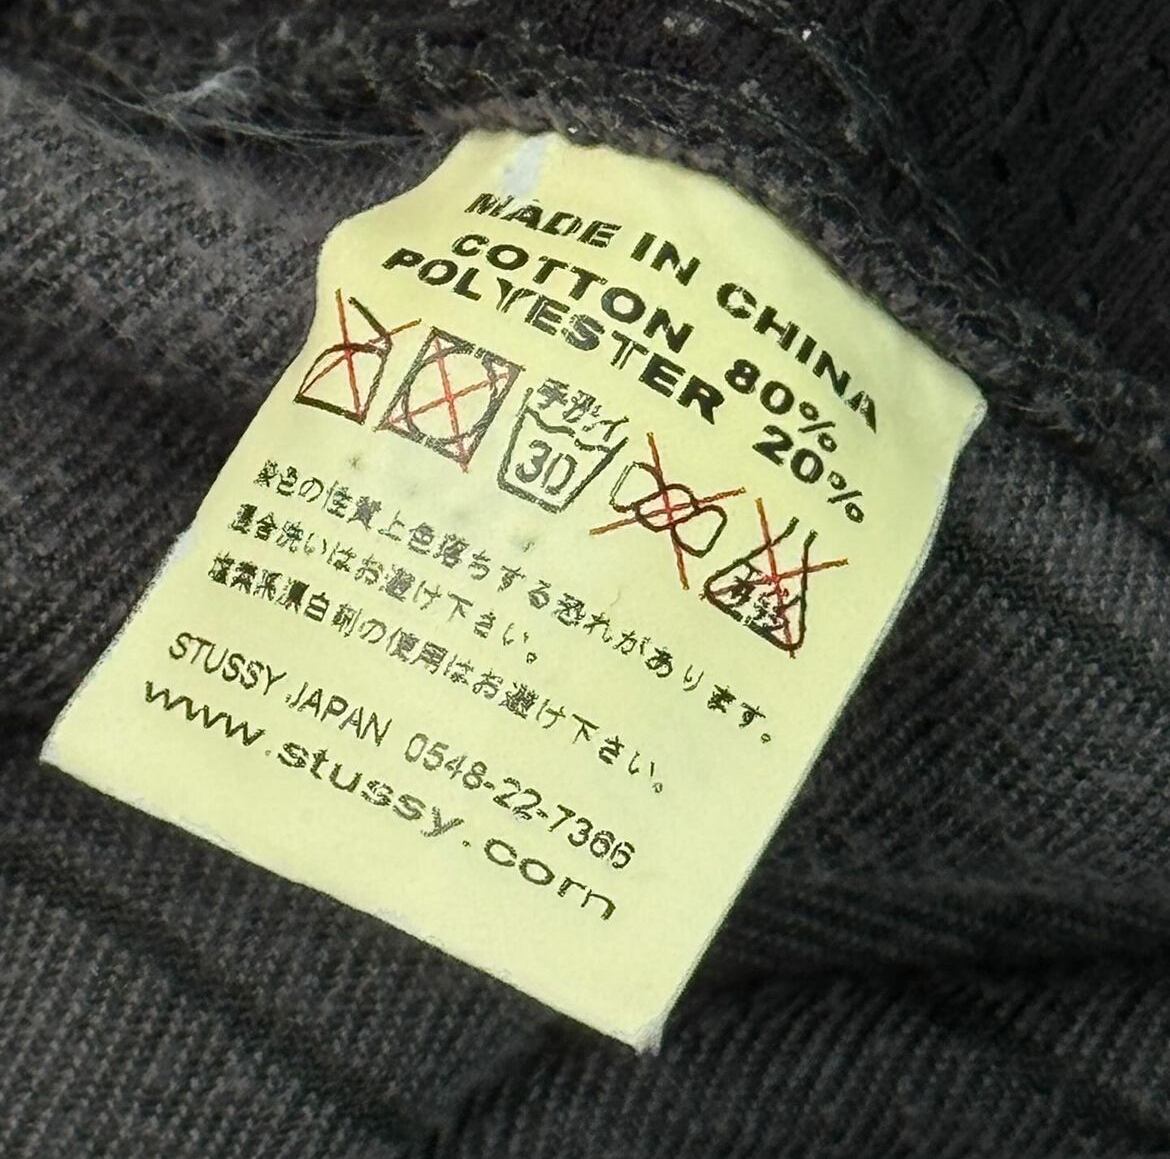 MADE IN CHINA
COTTON 80%
POLYESTER 20%
手洗イ
30
染色の性質上色落ちする恐れがあります。
混合洗いはお避け下さい。
塩素系漂白剤の使用はお避け下さい。
STUSSY JAPAN 0548-22-7366
www.stussy.com